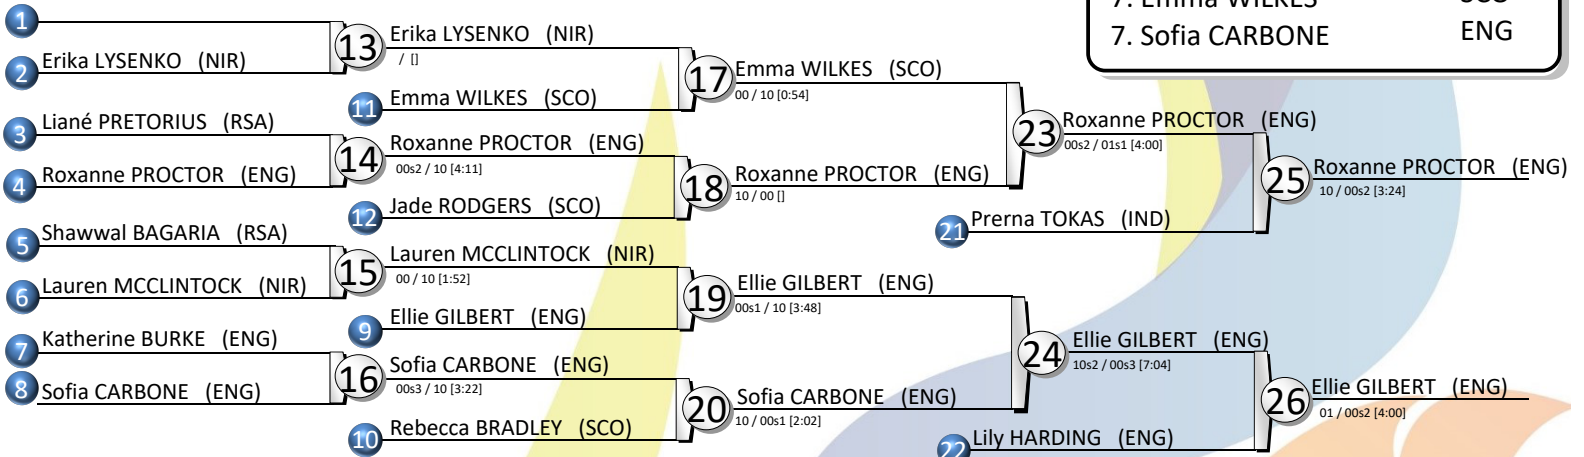 7. Emma WILKES SCO
7. Sofia CARBONE ENG
1
2 Erika LYSENKO (NIR)
13 Erika LYSENKO (NIR)
/ []
11 Emma WILKES (SCO)
17 Emma WILKES (SCO)
00 / 10 [0:54]
3 Liané PRETORIUS (RSA)
4 Roxanne PROCTOR (ENG)
14 Roxanne PROCTOR (ENG)
00s2 / 10 [4:11]
12 Jade RODGERS (SCO)
18 Roxanne PROCTOR (ENG)
10 / 00 []
23 Roxanne PROCTOR (ENG)
00s2 / 01s1 [4:00]
21 Prerna TOKAS (IND)
25 Roxanne PROCTOR (ENG)
10 / 00s2 [3:24]
5 Shawwal BAGARIA (RSA)
6 Lauren MCCLINTOCK (NIR)
15 Lauren MCCLINTOCK (NIR)
00 / 10 [1:52]
9 Ellie GILBERT (ENG)
19 Ellie GILBERT (ENG)
00s1 / 10 [3:48]
7 Katherine BURKE (ENG)
8 Sofia CARBONE (ENG)
16 Sofia CARBONE (ENG)
00s3 / 10 [3:22]
10 Rebecca BRADLEY (SCO)
20 Sofia CARBONE (ENG)
10 / 00s1 [2:02]
24 Ellie GILBERT (ENG)
10s2 / 00s3 [7:04]
22 Lily HARDING (ENG)
26 Ellie GILBERT (ENG)
01 / 00s2 [4:00]